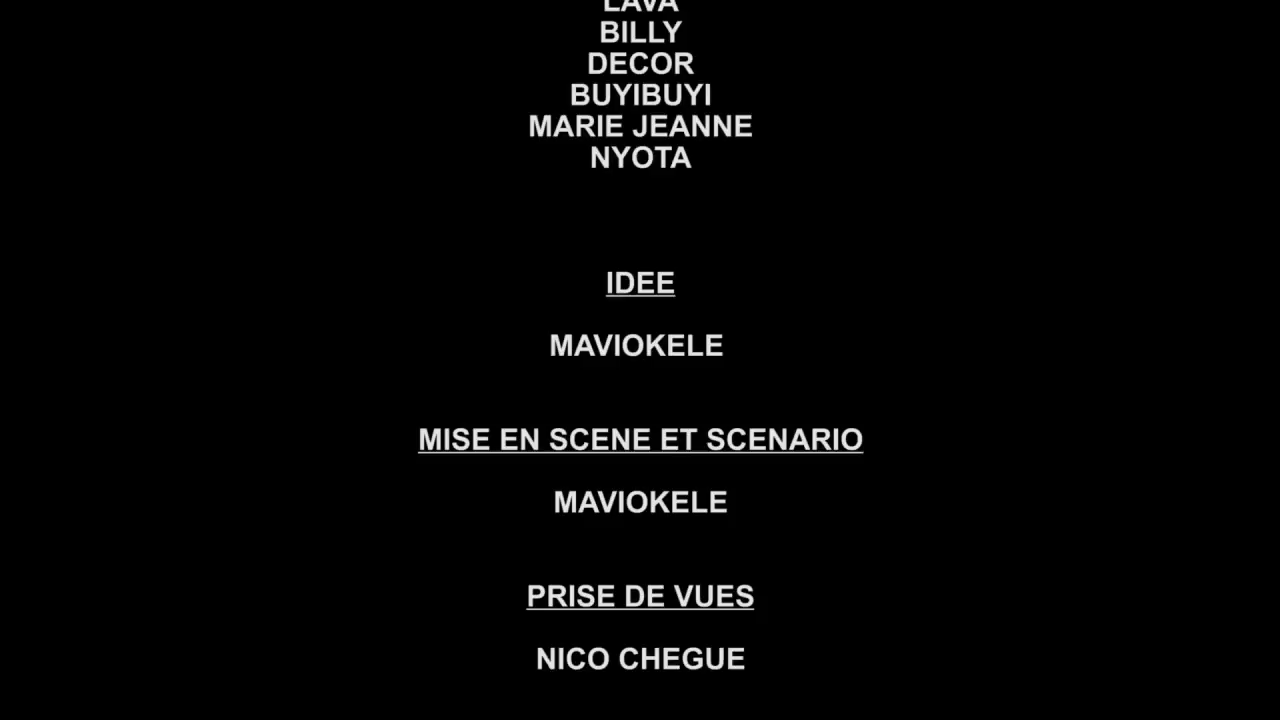 LAVA
BILLY
DECOR
BUYIBUYI
MARIE JEANNE
NYOTA
IDEE
MAVIOKELE
MISE EN SCENE ET SCENARIO
MAVIOKELE
PRISE DE VUES
NICO CHEGUE